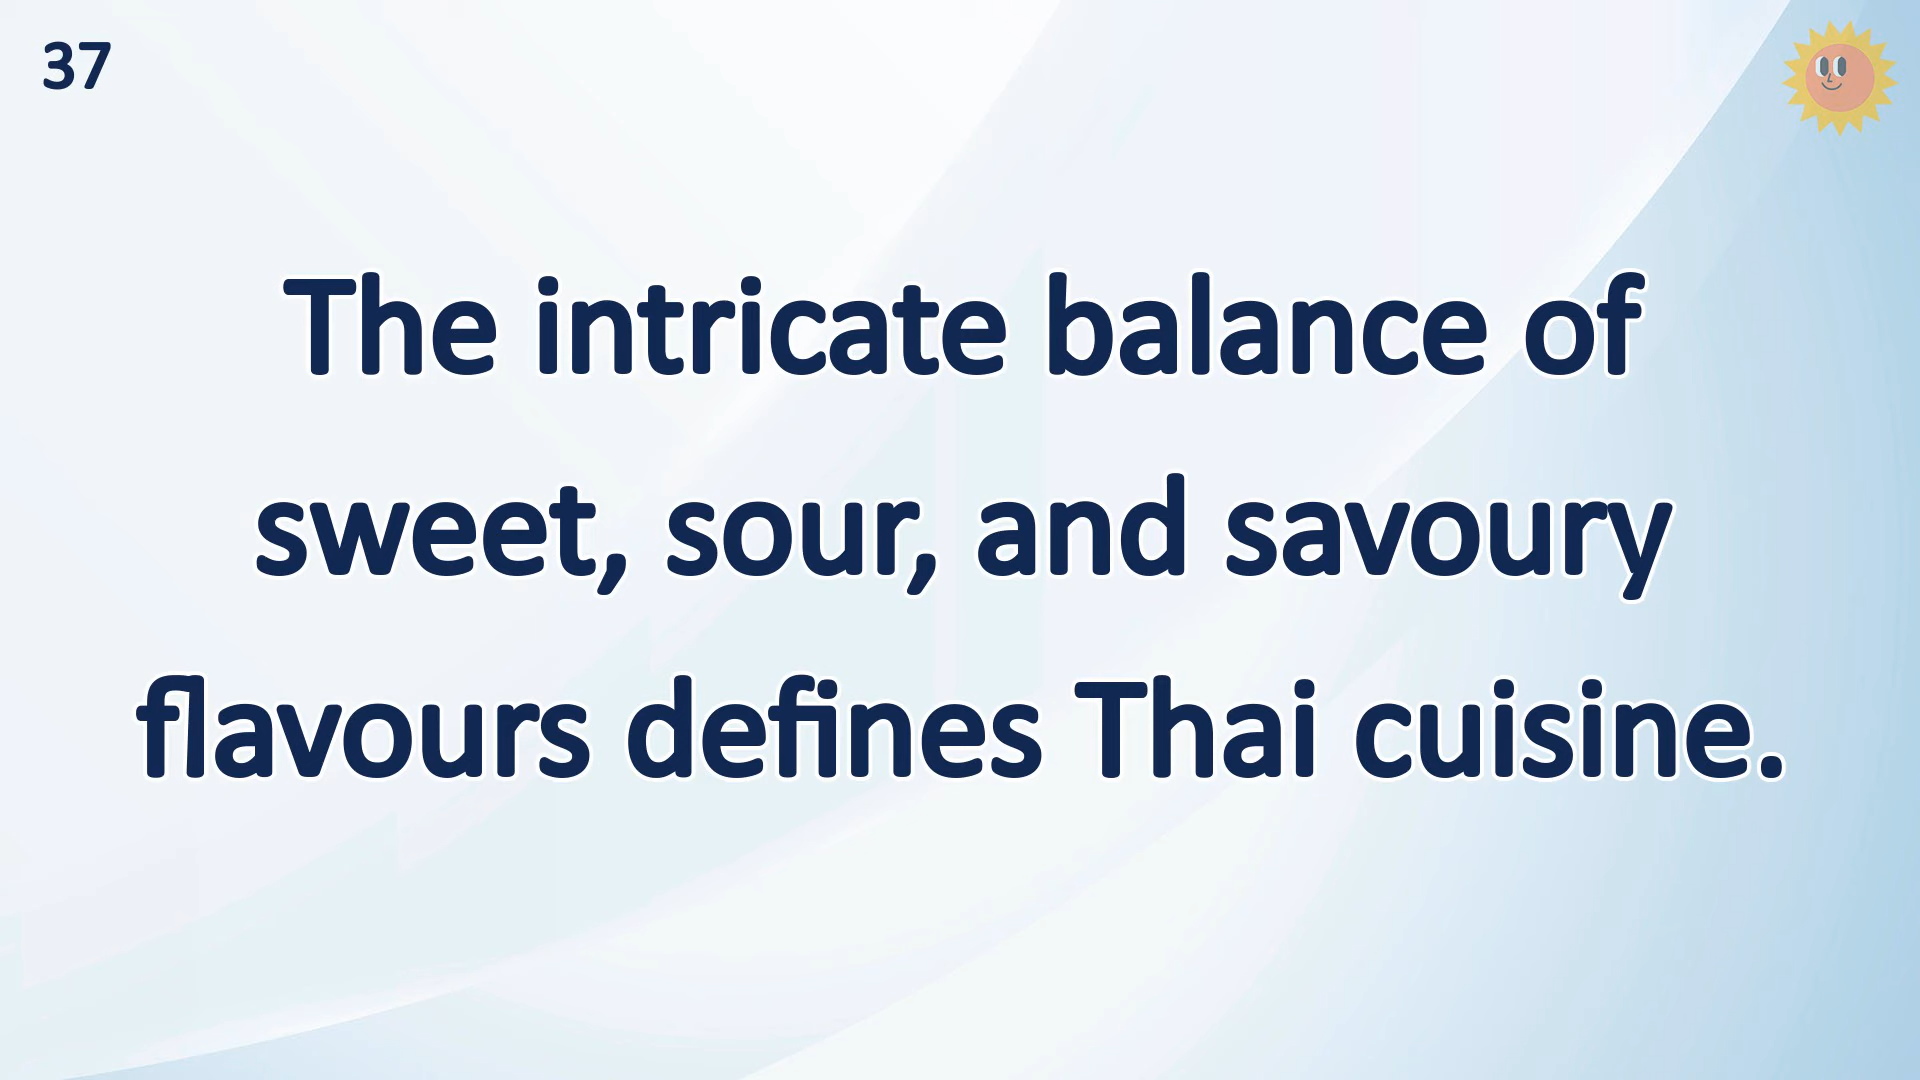 37
The intricate balance of
sweet, sour, and savoury
flavours defines Thai cuisine.